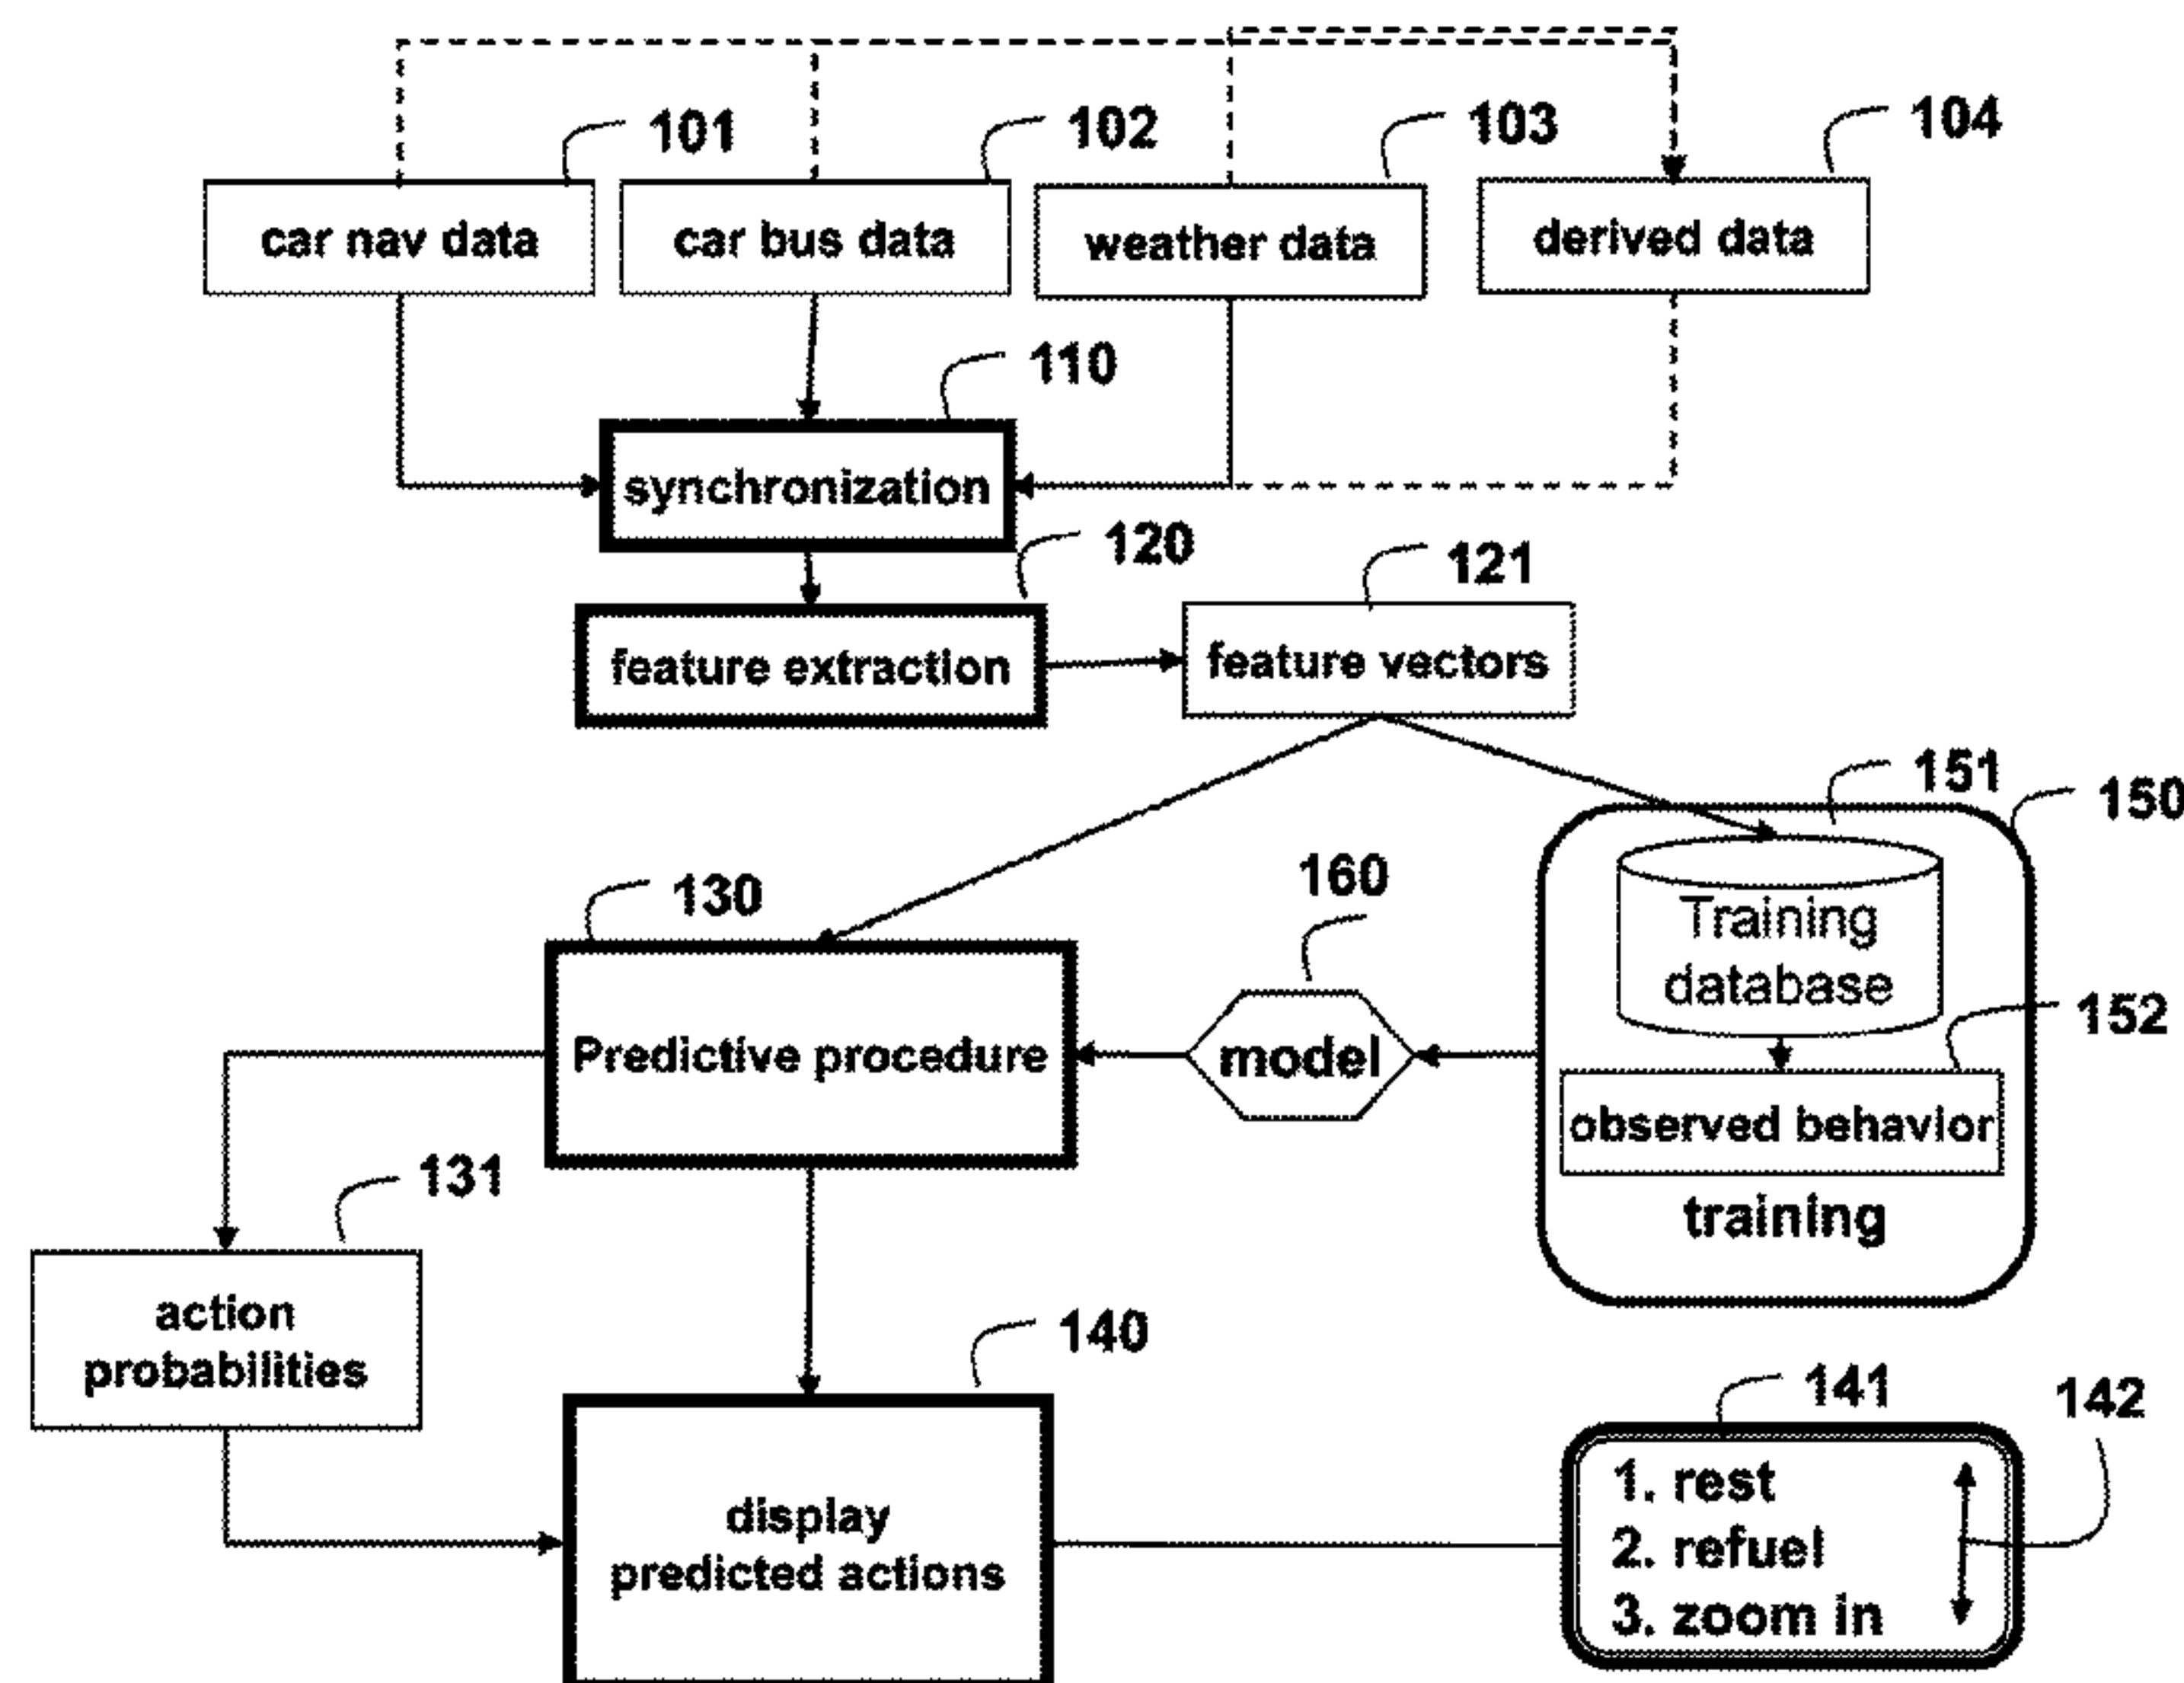 101
102
103
104
car nav data
car bus data
weather data
derived data
110
synchronization
120
121
feature extraction
feature vectors
151
150
130
160
Training
database
152
Predictive procedure
model
observed behavior
131
training
action
probabilities
140
141
142
display
predicted actions
1. rest
2. refuel
3. zoom in